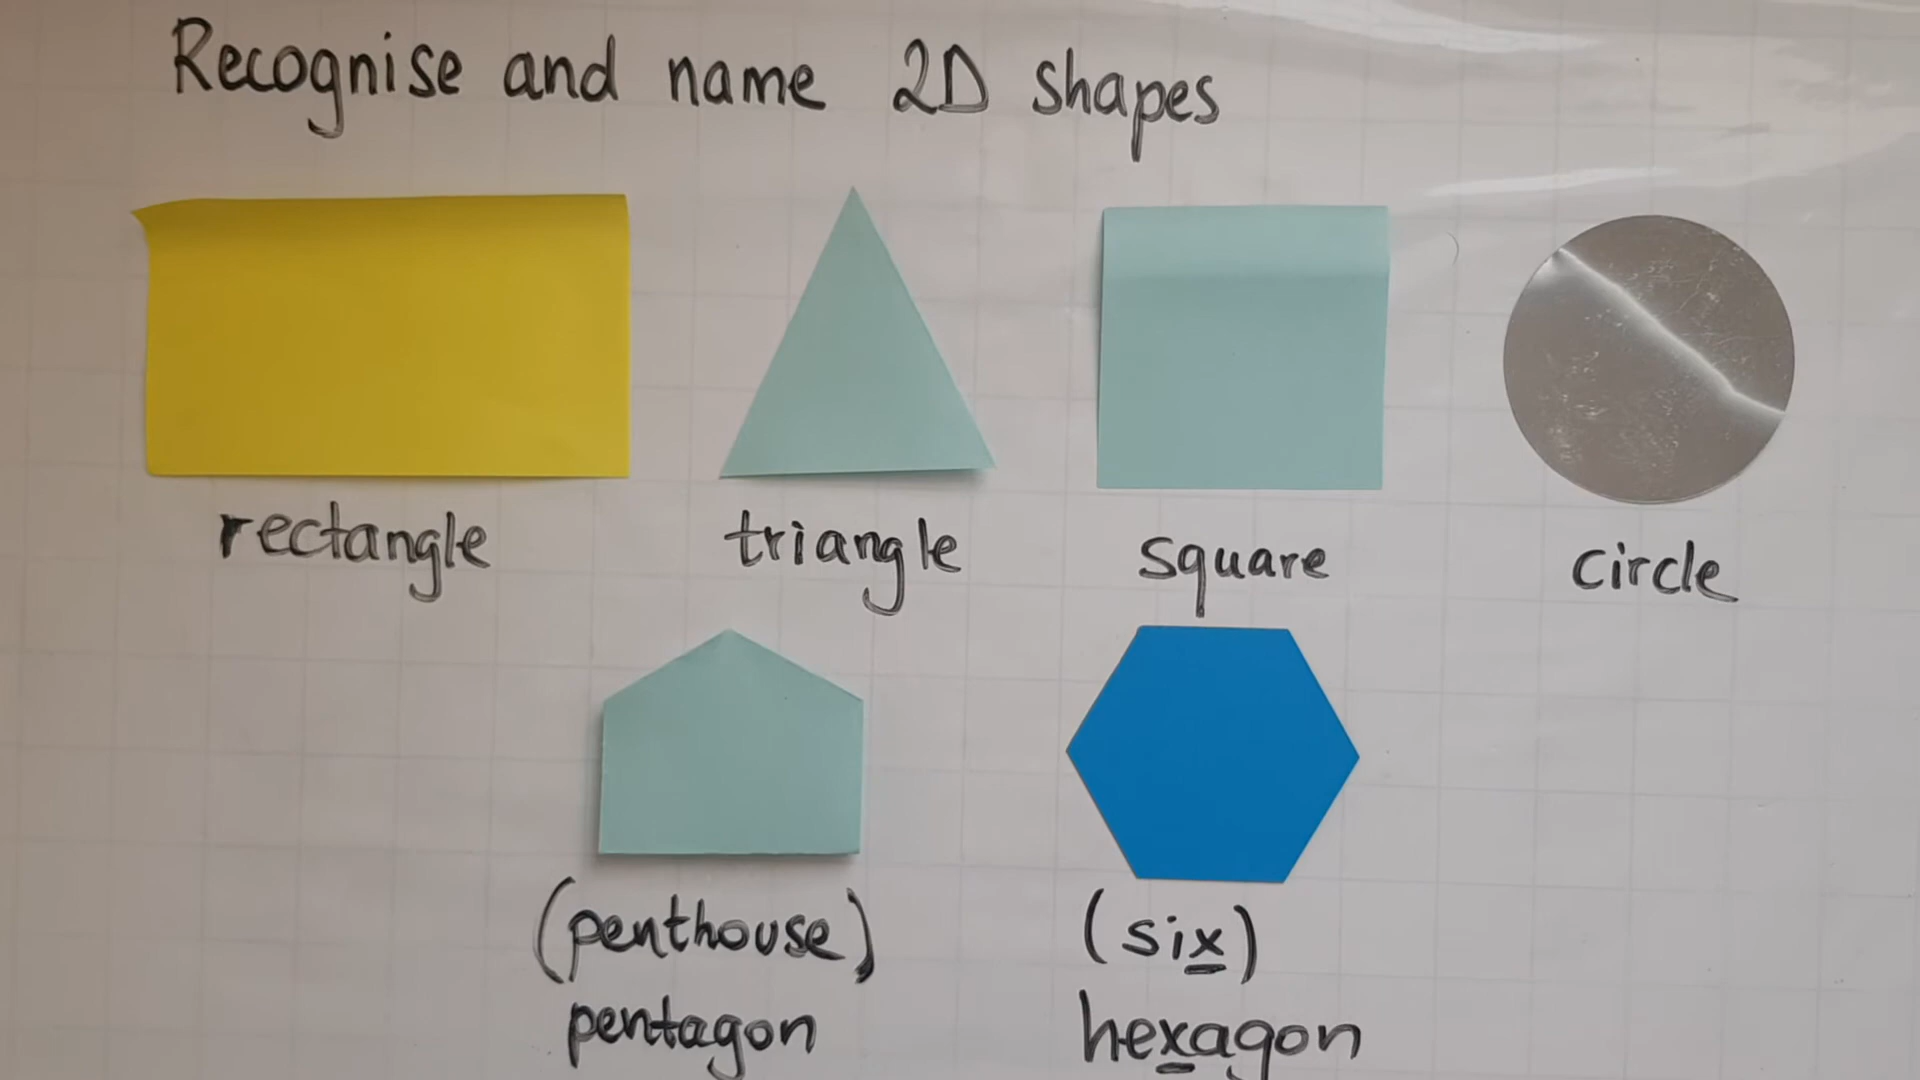 Recognise and name 2D shapes
rectangle triangle square circle
(penthouse) (six)
pentagon hexagon